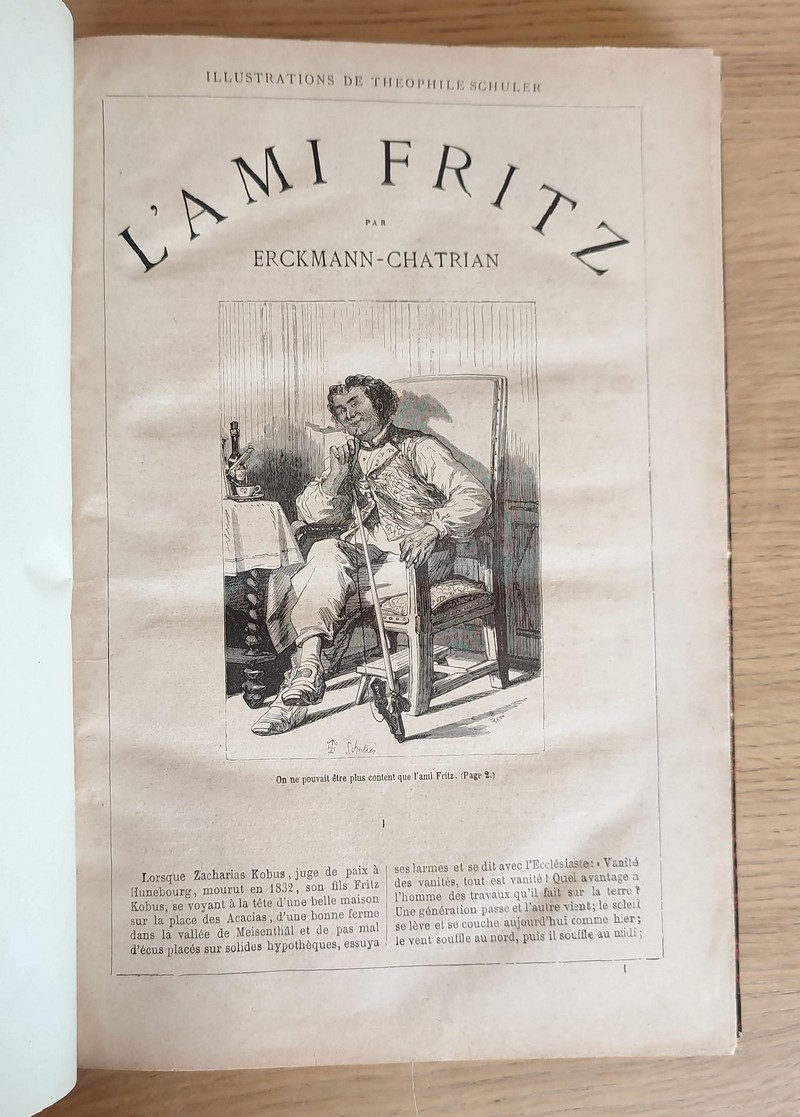 ILLUSTRATIONS DE THÉOPHILE SCHULER
L'AMI FRITZ
PAR
ERCKMANN-CHATRIAN
Th Schuler
On ne pouvait être plus content que l'ami Fritz. (Page 2.)
I
Lorsque Zacharias Kobus, juge de paix à
Hunebourg, mourut en 1832, son fils Fritz
Kobus, se voyant à la tête d'une belle maison
sur la place des Acacias, d'une bonne ferme
dans la vallée de Meisenthâl et de pas mal
d'écus placés sur solides hypothèques, essuya
ses larmes et se dit avec l'Ecclésiaste: « Vanité
des vanités, tout est vanité! Quel avantage a
l'homme des travaux qu'il fait sur la terre?
Une génération passe et l'autre vient; le soleil
se lève et se couche aujourd'hui comme hier;
le vent souffle au nord, puis il souffle au midi;
1